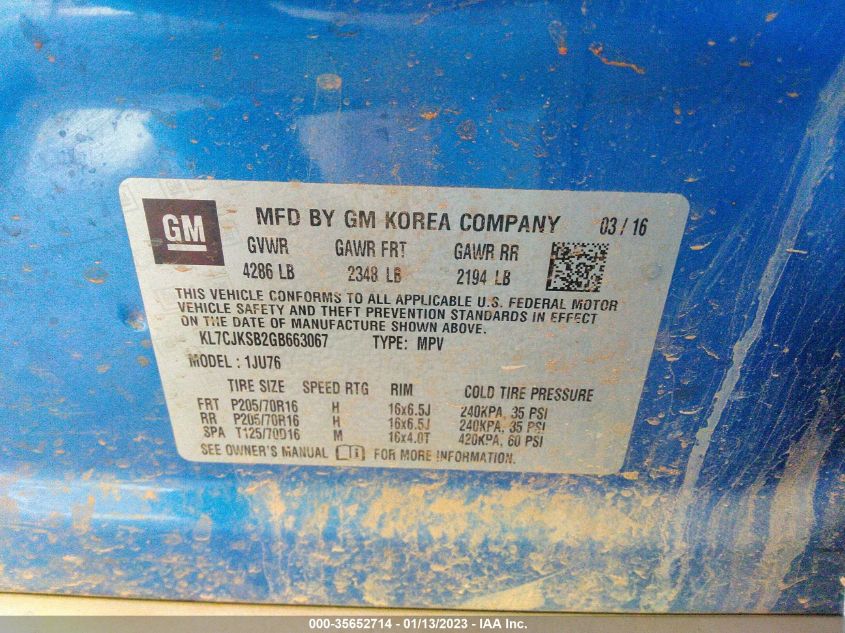 GM MFD BY GM KOREA COMPANY 03 / 16
GVWR GAWR FRT GAWR RR
4286 LB 2348 LB 2194 LB
THIS VEHICLE CONFORMS TO ALL APPLICABLE U.S. FEDERAL MOTOR
VEHICLE SAFETY AND THEFT PREVENTION STANDARDS IN EFFECT
ON THE DATE OF MANUFACTURE SHOWN ABOVE.
KL7CJKSB2GB663067 TYPE: MPV
MODEL : 1JU76
TIRE SIZE SPEED RTG RIM COLD TIRE PRESSURE
FRT P205/70R16 H 16x6.5J 240KPA, 35 PSI
RR P205/70R16 H 16x6.5J 240KPA, 35 PSI
SPA T125/70D16 M 16x4.0T 420KPA, 60 PSI
SEE OWNER'S MANUAL FOR MORE INFORMATION.
000-35652714 - 01/13/2023 - IAA Inc.